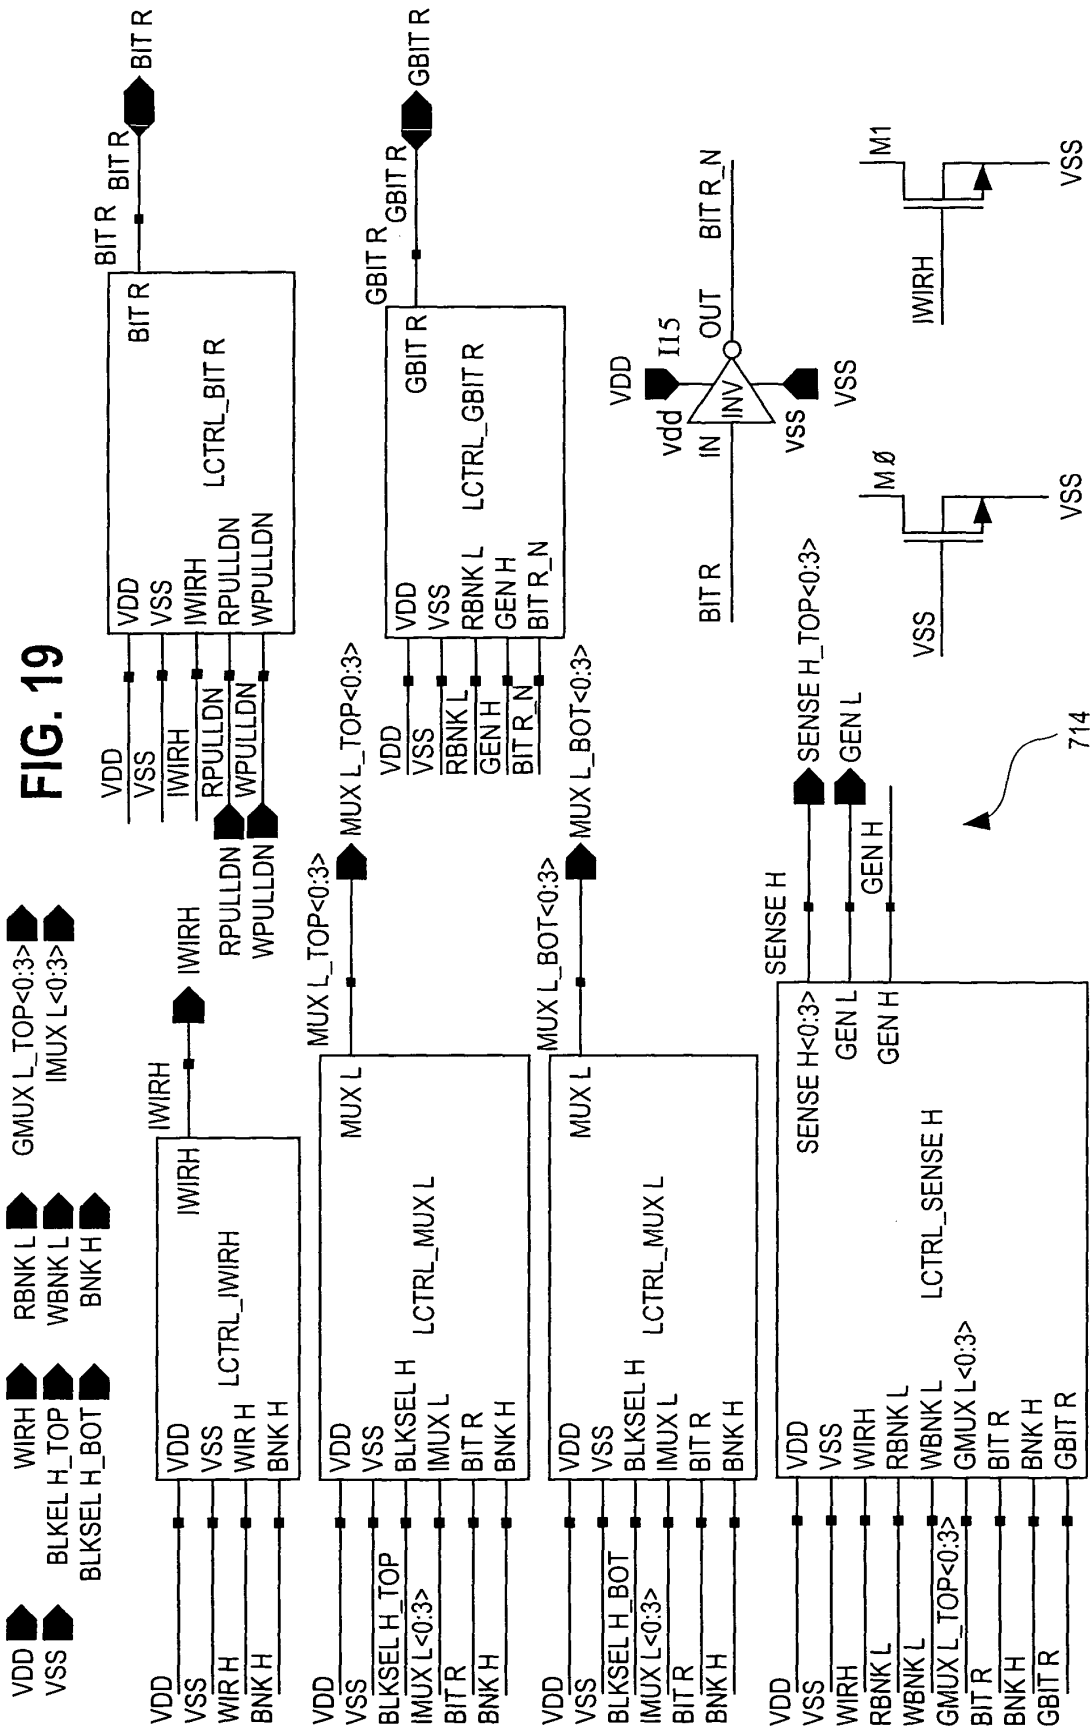 FIG. 19
VDD
VSS
WIRH
BLKEL H_TOP
BLKSEL H_BOT
RBNK L
WBNK L
BNK H
GMUX L_TOP<0:3>
IMUX L<0:3>
VDD
VSS
WIR H
BNK H
VDD
VSS
WIR H
BNK H
LCTRL_IWIRH
IWIRH
IWIRH
IWIRH
VDD
VSS
IWIRH
RPULLDN
WPULLDN
RPULLDN
WPULLDN
VDD
VSS
IWIRH
RPULLDN
WPULLDN
LCTRL_BIT R
BIT R
BIT R
BIT R
BIT R
VDD
VSS
BLKSEL H_TOP
IMUX L<0:3>
BIT R
BNK H
VDD
VSS
BLKSEL H
IMUX L
BIT R
BNK H
LCTRL_MUX L
MUX L
MUX L_TOP<0:3>
MUX L_TOP<0:3>
VDD
VSS
RBNK L
GEN H
BIT R_N
VDD
VSS
RBNK L
GEN H
BIT R_N
LCTRL_GBIT R
GBIT R
GBIT R
GBIT R
GBIT R
VDD
VSS
BLKSEL H_BOT
IMUX L<0:3>
BIT R
BNK H
VDD
VSS
BLKSEL H
IMUX L
BIT R
BNK H
LCTRL_MUX L
MUX L
MUX L_BOT<0:3>
MUX L_BOT<0:3>
BIT R
IN
VDD
vdd
I15
INV
OUT
BIT R_N
vss
VSS
VDD
VSS
WIRH
RBNK L
WBNK L
GMUX L_TOP<0:3>
BIT R
BNK H
GBIT R
VDD
VSS
WIRH
RBNK L
WBNK L
GMUX L<0:3>
BIT R
BNK H
GBIT R
LCTRL_SENSE H
SENSE H<0:3>
GEN L
GEN H
SENSE H
SENSE H_TOP<0:3>
GEN L
GEN H
VSS
M Ø
VSS
IWIRH
M1
VSS
714